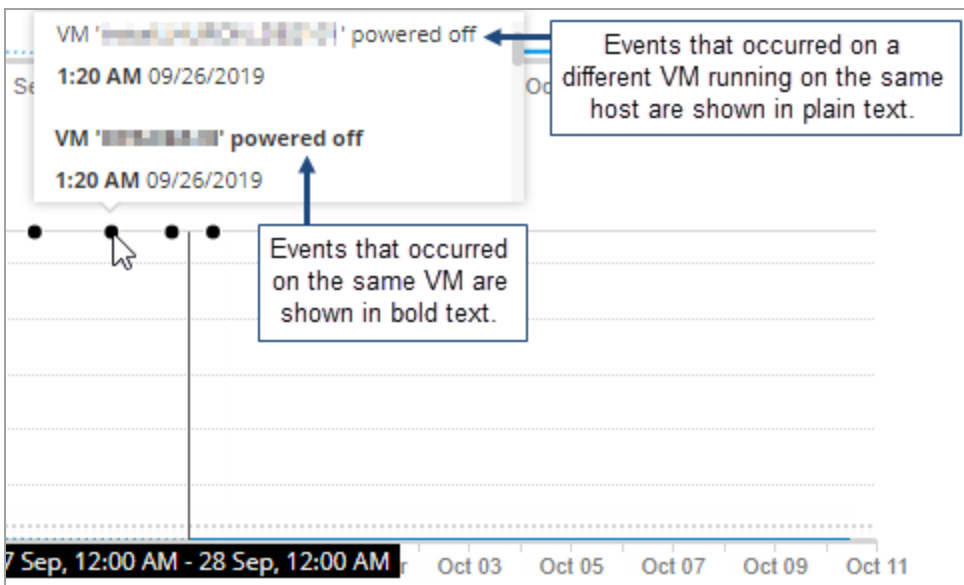 VM ' ' powered off
1:20 AM 09/26/2019
VM ' ' powered off
1:20 AM 09/26/2019
Events that occurred on a
different VM running on the same
host are shown in plain text.
Events that occurred
on the same VM are
shown in bold text.
7 Sep, 12:00 AM - 28 Sep, 12:00 AM
Oct 03 Oct 05 Oct 07 Oct 09 Oct 11